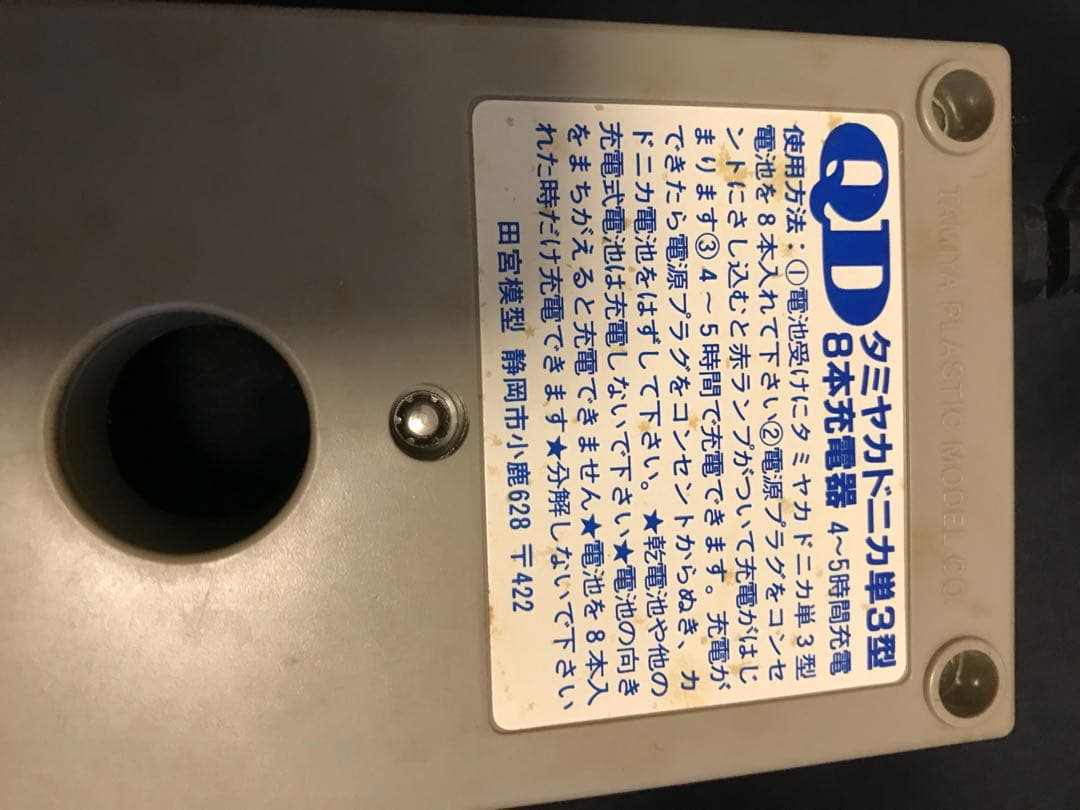 TAMIYA PLASTIC MODEL CO.
QD タミヤカドニカ単3型
8本充電器 4~5時間充電
使用方法:①電池受けにタミヤカドニカ単3型
電池を8本入れて下さい②電源プラグをコンセ
ントにさし込むと赤ランプがついて充電がはじ
まります③4~5時間で充電できます。充電が
できたら電源プラグをコンセントからぬき、カ
ドニカ電池をはずして下さい。★乾電池や他の
充電式電池は充電しないで下さい★電池の向き
をまちがえると充電できません★電池を8本入
れた時だけ充電できます★分解しないで下さい
田宮模型 静岡市小鹿628 〒422